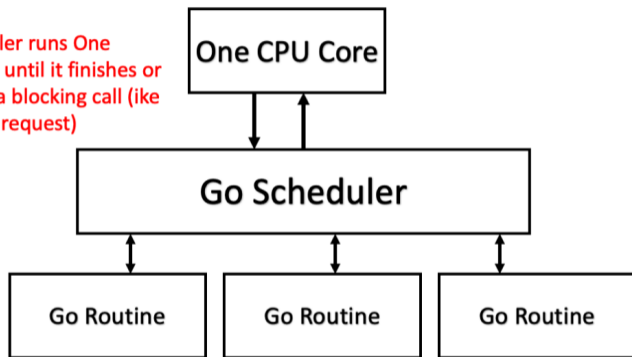 ler runs One
until it finishes or
a blocking call (ike
request)
One CPU Core
Go Scheduler
Go Routine
Go Routine
Go Routine